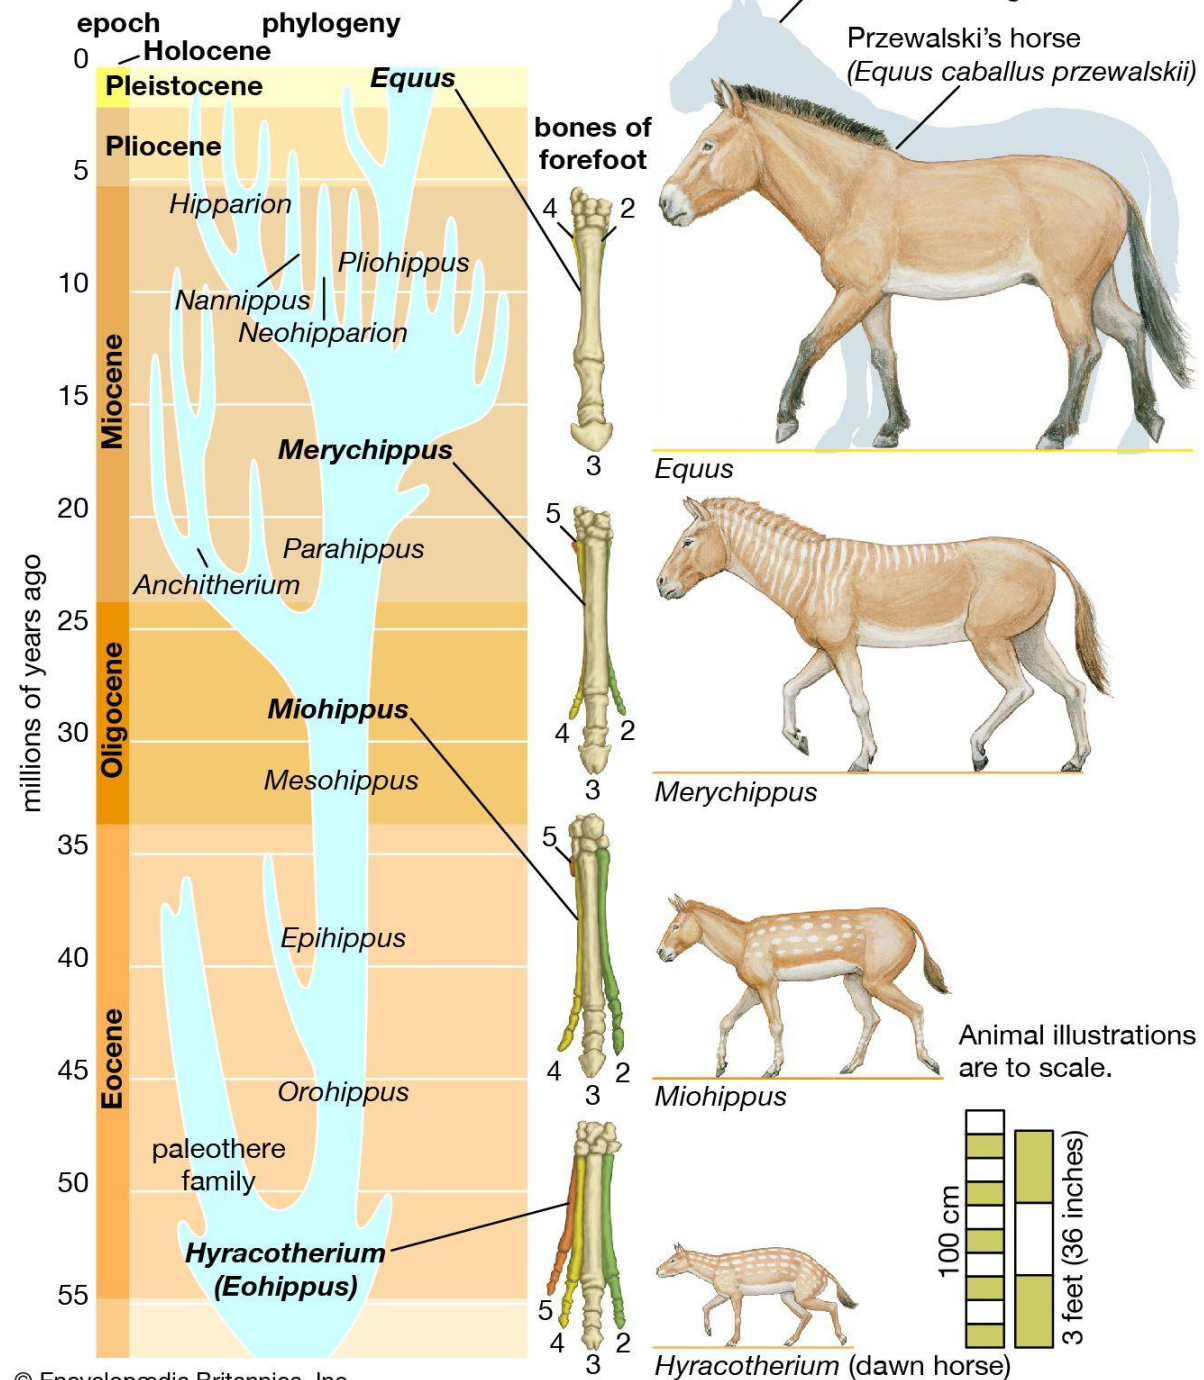 epoch
phylogeny
0
Holocene
Pleistocene
Equus
Pliocene
5
Hipparion
Pliohippus
10
Nannippus
Neohipparion
Miocene
15
Merychippus
20
Parahippus
Anchitherium
25
Oligocene
Miohippus
30
Mesohippus
35
Epihippus
40
Eocene
45
Orohippus
paleothere
family
50
Hyracotherium
(Eohippus)
55
millions of years ago
bones of
forefoot
4
2
3
5
4
2
3
5
4
2
3
5
4
2
3
Przewalski’s horse
(Equus caballus przewalskii)
Equus
Merychippus
Miohippus
Animal illustrations
are to scale.
100 cm
3 feet (36 inches)
Hyracotherium (dawn horse)
© Encyclopædia Britannica, Inc.